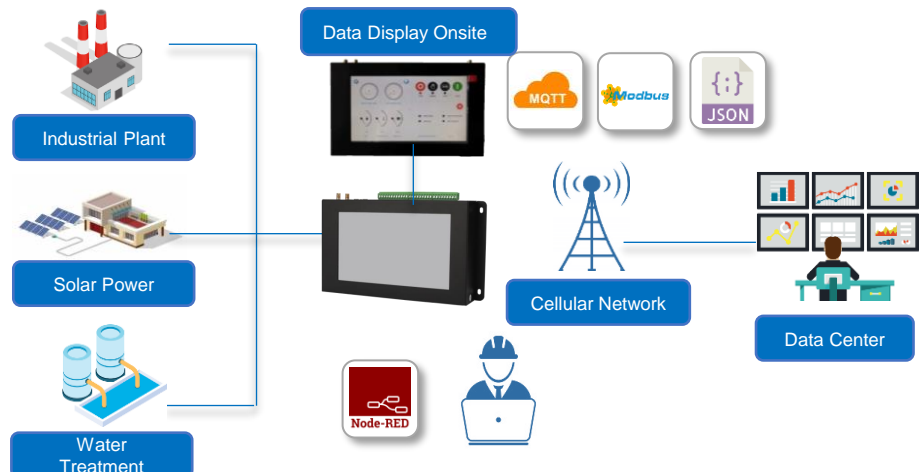 Data Display Onsite
MQTT
Modbus
{:}
JSON
Industrial Plant
Solar Power
Cellular Network
Data Center
Node-RED
Water
Treatment